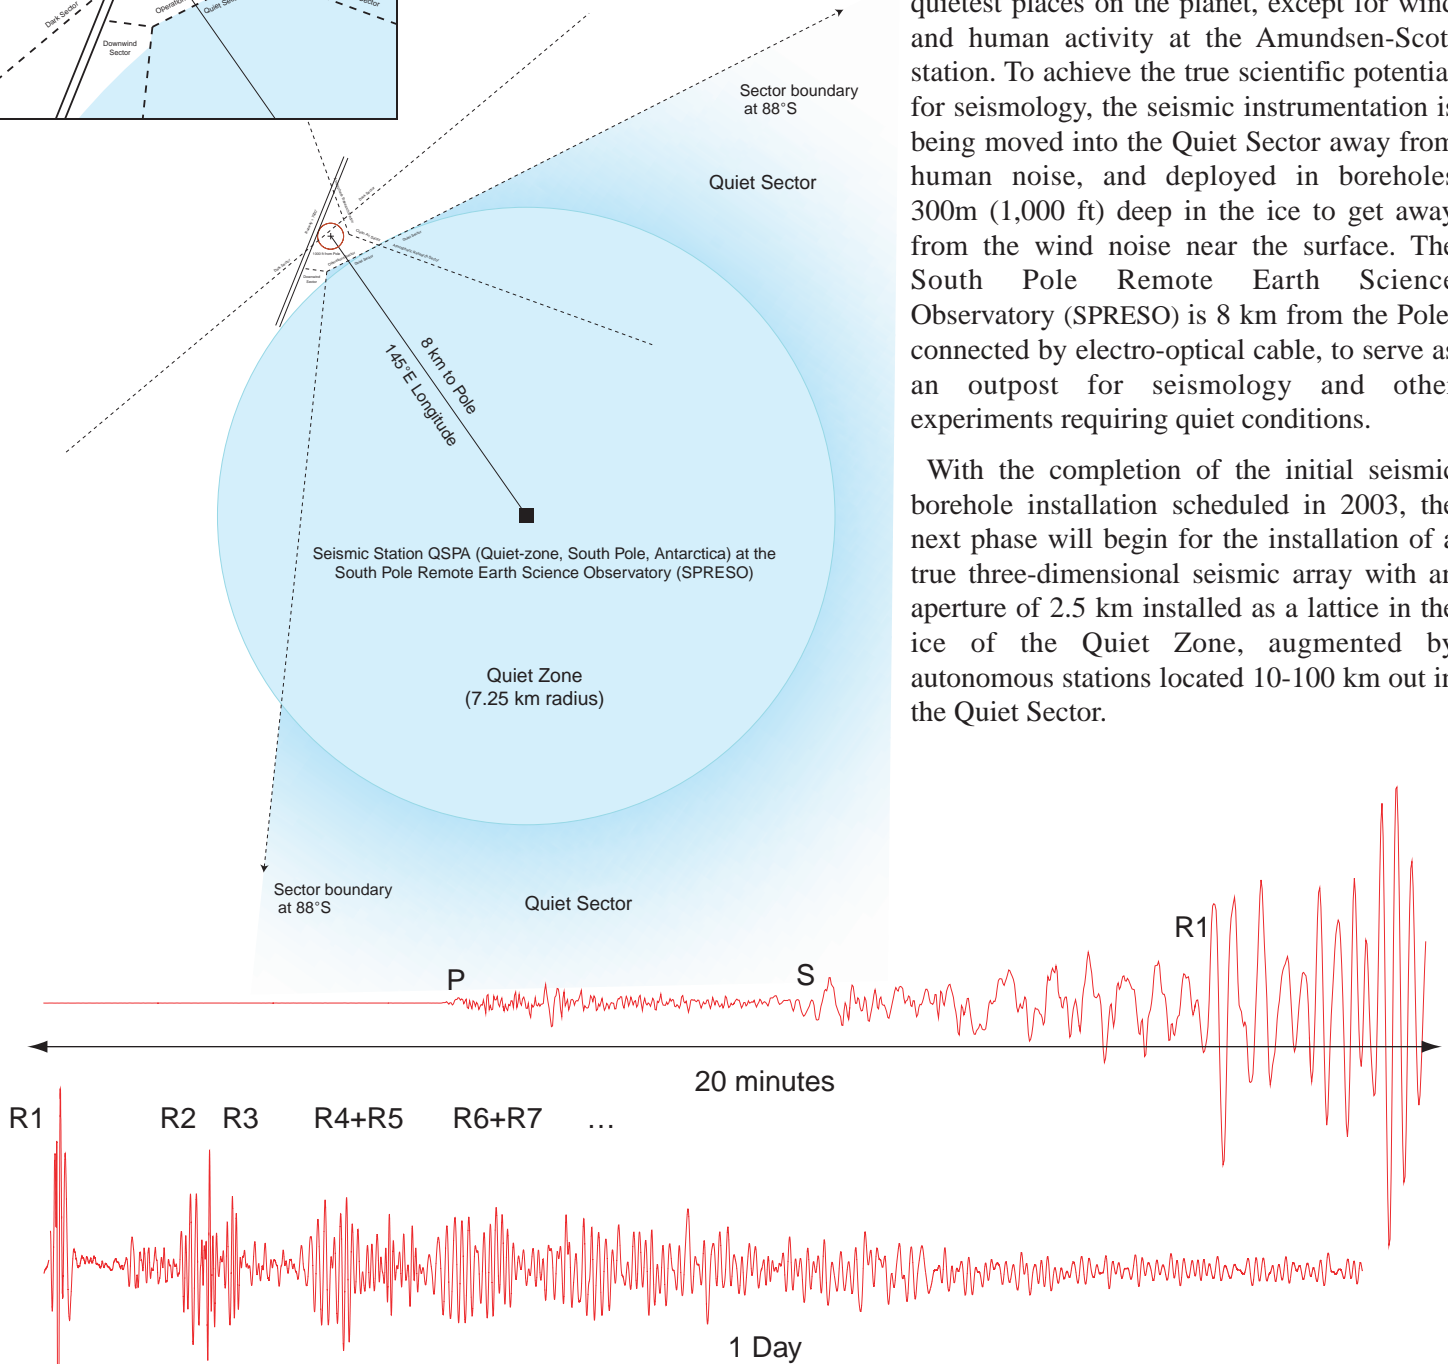 Dark Sector
Downwind
Sector
Sector boundary
at 88°S
Quiet Sector
Downwind
Sector
8 km to Pole
145°E Longitude
Seismic Station QSPA (Quiet-zone, South Pole, Antarctica) at the
South Pole Remote Earth Science Observatory (SPRESO)
Quiet Zone
(7.25 km radius)
Sector boundary
at 88°S
Quiet Sector
quietest places on the planet, except for wind
and human activity at the Amundsen-Scot
station. To achieve the true scientific potential
for seismology, the seismic instrumentation is
being moved into the Quiet Sector away from
human noise, and deployed in boreholes
300m (1,000 ft) deep in the ice to get away
from the wind noise near the surface. The
South Pole Remote Earth Science
Observatory (SPRESO) is 8 km from the Pole
connected by electro-optical cable, to serve as
an outpost for seismology and other
experiments requiring quiet conditions.
With the completion of the initial seismic
borehole installation scheduled in 2003, the
next phase will begin for the installation of a
true three-dimensional seismic array with an
aperture of 2.5 km installed as a lattice in the
ice of the Quiet Zone, augmented by
autonomous stations located 10-100 km out in
the Quiet Sector.
P
S
R1
20 minutes
R1 R2 R3 R4+R5 R6+R7 …
1 Day